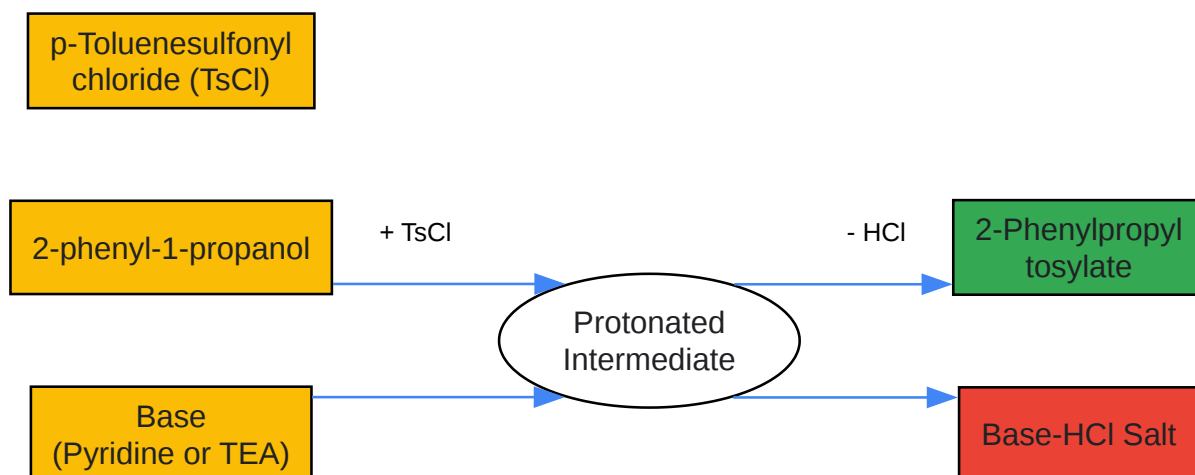 p-Toluenesulfonyl
chloride (TsCl)
2-phenyl-1-propanol
+ TsCl
- HCl
2-Phenylpropyl
tosylate
Protonated
Intermediate
Base
(Pyridine or TEA)
Base-HCl Salt